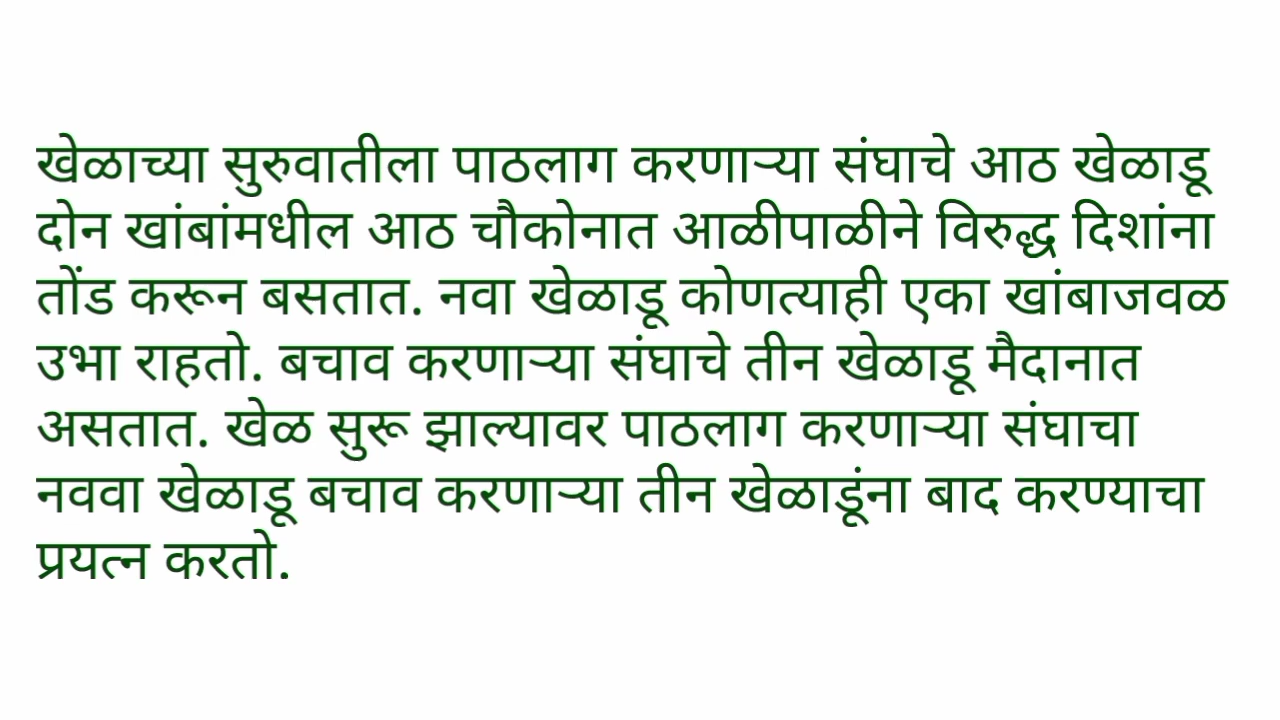 खेळाच्या सुरुवातीला पाठलाग करणाऱ्या संघाचे आठ खेळाडू
दोन खांबांमधील आठ चौकोनात आळीपाळीने विरुद्ध दिशांना
तोंड करून बसतात. नवा खेळाडू कोणत्याही एका खांबाजवळ
उभा राहतो. बचाव करणाऱ्या संघाचे तीन खेळाडू मैदानात
असतात. खेळ सुरू झाल्यावर पाठलाग करणाऱ्या संघाचा
नववा खेळाडू बचाव करणाऱ्या तीन खेळाडूंना बाद करण्याचा
प्रयत्न करतो.